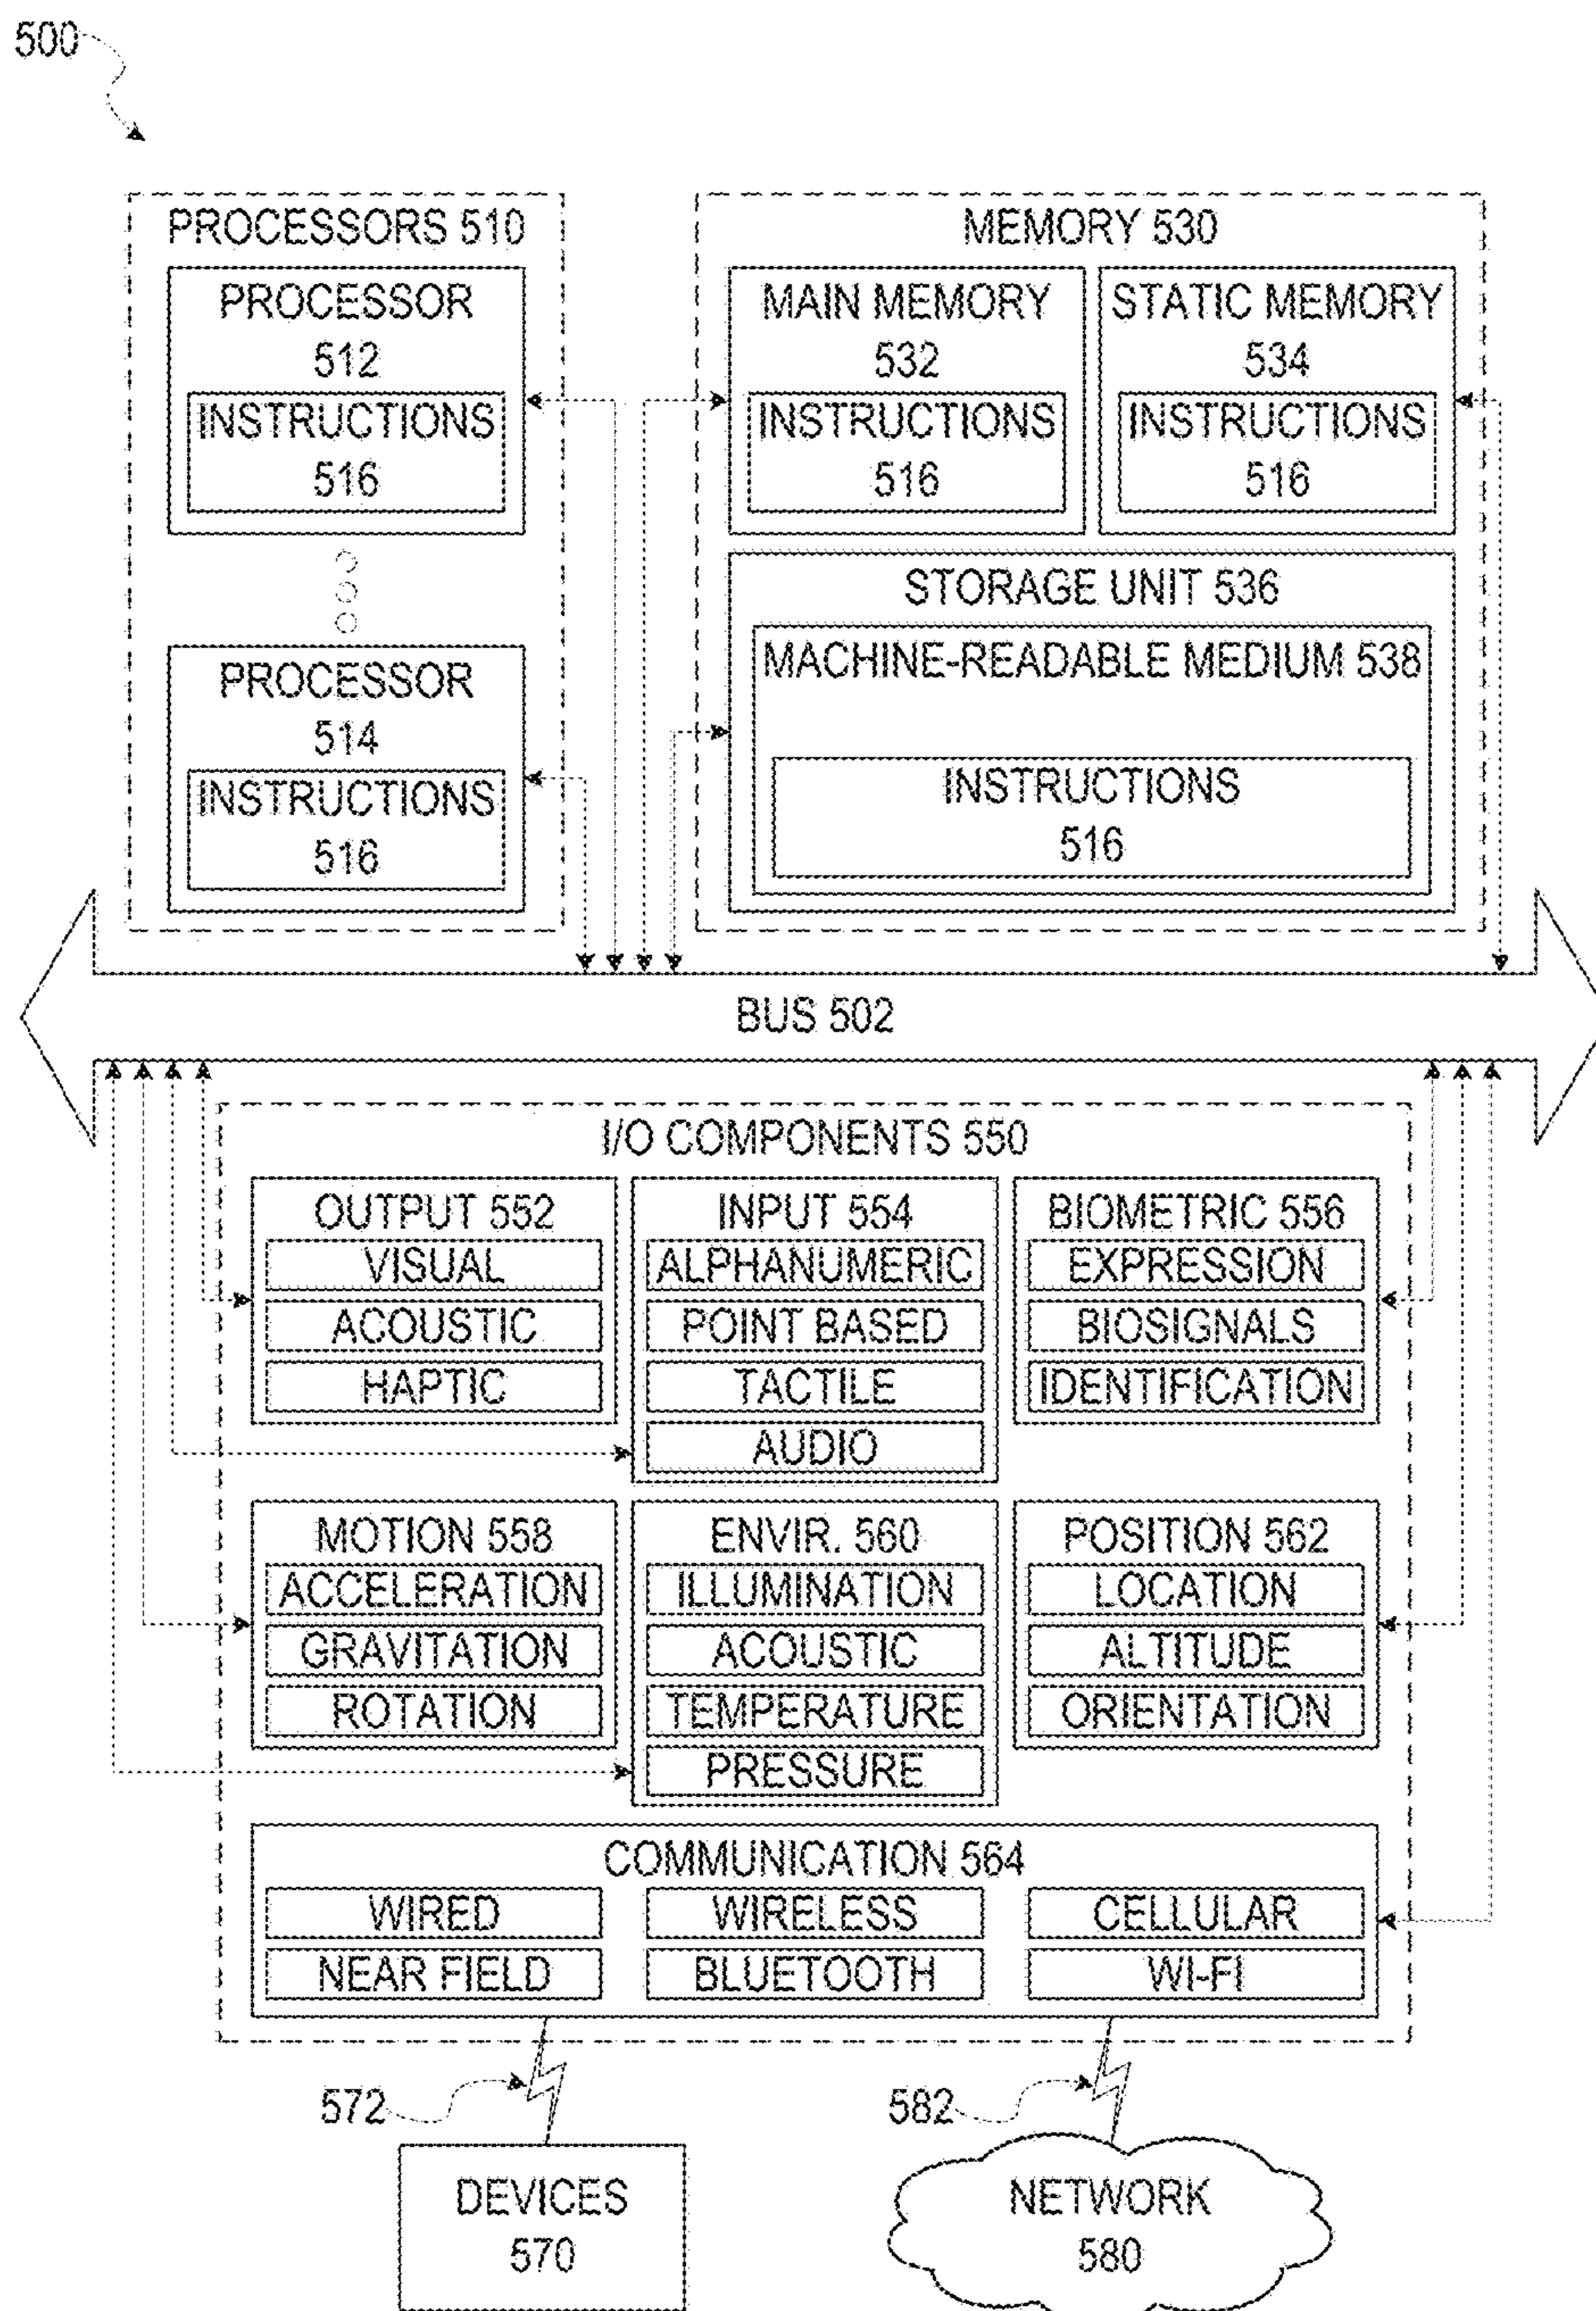 500
PROCESSORS 510
PROCESSOR
512
INSTRUCTIONS
516
PROCESSOR
514
INSTRUCTIONS
516
MEMORY 530
MAIN MEMORY
532
INSTRUCTIONS
516
STATIC MEMORY
534
INSTRUCTIONS
516
STORAGE UNIT 536
MACHINE-READABLE MEDIUM 538
INSTRUCTIONS
516
BUS 502
I/O COMPONENTS 550
OUTPUT 552
VISUAL
ACOUSTIC
HAPTIC
INPUT 554
ALPHANUMERIC
POINT BASED
TACTILE
AUDIO
BIOMETRIC 556
EXPRESSION
BIOSIGNALS
IDENTIFICATION
MOTION 558
ACCELERATION
GRAVITATION
ROTATION
ENVIR. 560
ILLUMINATION
ACOUSTIC
TEMPERATURE
PRESSURE
POSITION 562
LOCATION
ALTITUDE
ORIENTATION
COMMUNICATION 564
WIRED
WIRELESS
CELLULAR
NEAR FIELD
BLUETOOTH
WI-FI
572
582
DEVICES
570
NETWORK
580